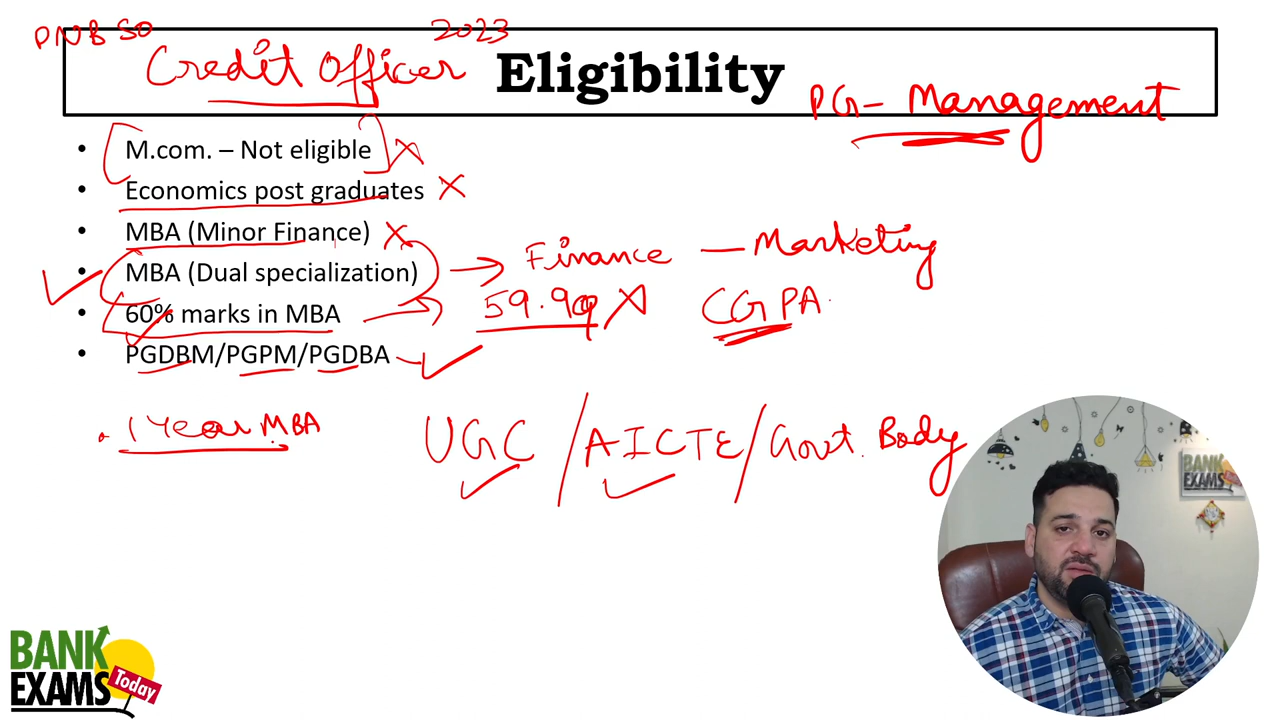 PNB SO 2023
Credit Officer Eligibility
PG - Management
• M.com. – Not eligible X
• Economics post graduates X
• MBA (Minor Finance) X
• MBA (Dual specialization) → Finance — Marketing
• 60% marks in MBA → 59.99 X CGPA
• PGDBM/PGPM/PGDBA
. 1 Year MBA
UGC / AICTE / Govt. Body
BANK
EXAMS
BANK
EXAMS
Today